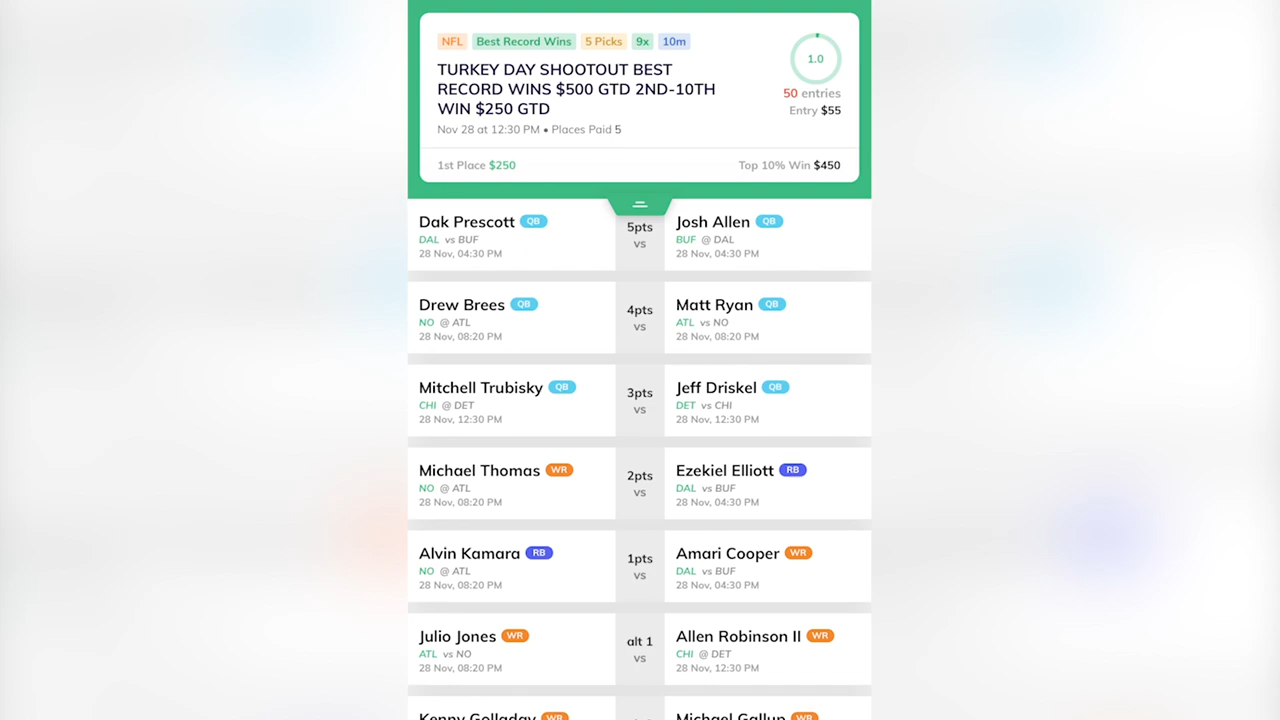 NFL Best Record Wins 5 Picks 9x 10m
TURKEY DAY SHOOTOUT BEST
RECORD WINS $500 GTD 2ND-10TH
WIN $250 GTD
Nov 28 at 12:30 PM • Places Paid 5
1.0
50 entries
Entry $55
1st Place $250
Top 10% Win $450
Dak Prescott QB
DAL vs BUF
28 Nov, 04:30 PM
5pts
vs
Josh Allen QB
BUF @ DAL
28 Nov, 04:30 PM
Drew Brees QB
NO @ ATL
28 Nov, 08:20 PM
4pts
vs
Matt Ryan QB
ATL vs NO
28 Nov, 08:20 PM
Mitchell Trubisky QB
CHI @ DET
28 Nov, 12:30 PM
3pts
vs
Jeff Driskel QB
DET vs CHI
28 Nov, 12:30 PM
Michael Thomas WR
NO @ ATL
28 Nov, 08:20 PM
2pts
vs
Ezekiel Elliott RB
DAL vs BUF
28 Nov, 04:30 PM
Alvin Kamara RB
NO @ ATL
28 Nov, 08:20 PM
1pts
vs
Amari Cooper WR
DAL vs BUF
28 Nov, 04:30 PM
Julio Jones WR
ATL vs NO
28 Nov, 08:20 PM
alt 1
vs
Allen Robinson II WR
CHI @ DET
28 Nov, 12:30 PM
Kenny Golladay WR
Michael Gallup WR